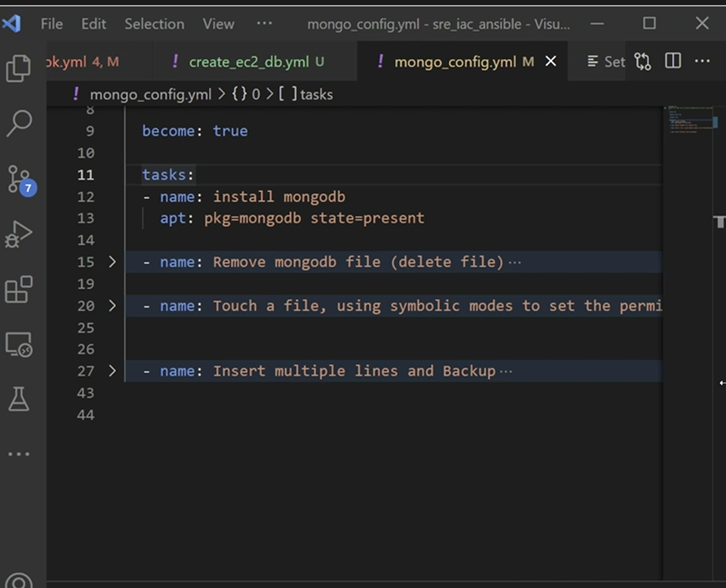 File Edit Selection View ··· mongo_config.yml - sre_iac_ansible - Visu...
ok.yml 4, M ! create_ec2_db.yml U ! mongo_config.yml M Set ···
! mongo_config.yml > {} 0 > [ ] tasks
8
9 become: true
10
11 tasks:
12 - name: install mongodb
13 apt: pkg=mongodb state=present
14
15 > - name: Remove mongodb file (delete file)···
19
20 > - name: Touch a file, using symbolic modes to set the permi
25
26
27 > - name: Insert multiple lines and Backup···
43
44
7